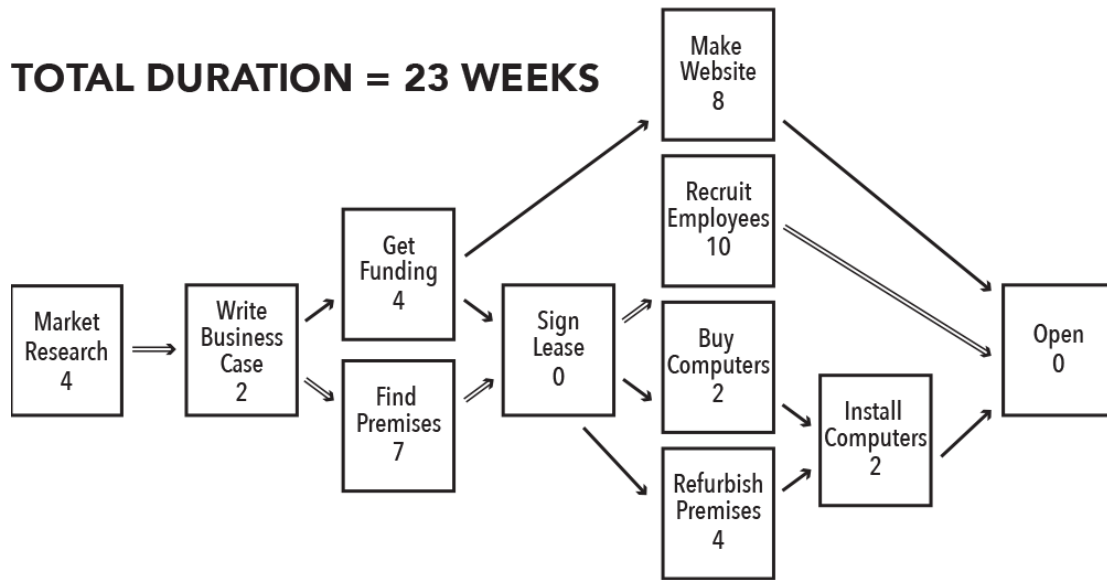 TOTAL DURATION = 23 WEEKS
Make
Website
8
Recruit
Employees
10
Get
Funding
4
Market
Research
4
Write
Business
Case
2
Sign
Lease
0
Buy
Computers
2
Open
0
Find
Premises
7
Install
Computers
2
Refurbish
Premises
4